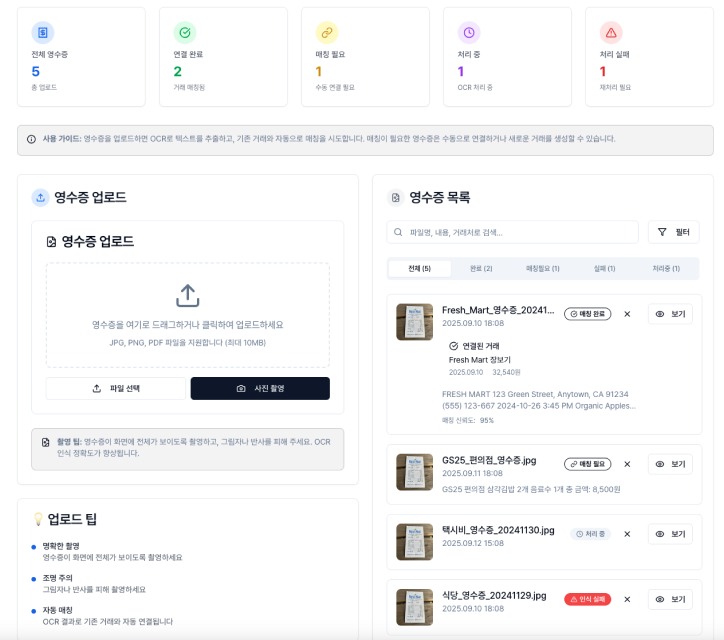 전체 영수증
5
총 업로드
연결 완료
2
거래 매칭됨
매칭 필요
1
수동 연결 필요
처리 중
1
OCR 처리 중
처리 실패
1
재처리 필요
사용 가이드: 영수증을 업로드하면 OCR로 텍스트를 추출하고, 기존 거래와 자동으로 매칭을 시도합니다. 매칭이 필요한 영수증은 수동으로 연결하거나 새로운 거래를 생성할 수 있습니다.
영수증 업로드
영수증 업로드
영수증을 여기로 드래그하거나 클릭하여 업로드하세요
JPG, PNG, PDF 파일을 지원합니다 (최대 10MB)
파일 선택
사진 촬영
촬영 팁: 영수증이 화면에 전체가 보이도록 촬영하고, 그림자나 반사를 피해 주세요. OCR
인식 정확도가 향상됩니다.
업로드 팁
명확한 촬영
영수증이 화면에 전체가 보이도록 촬영하세요
조명 주의
그림자나 반사를 피해 촬영하세요
자동 매칭
OCR 결과로 기존 거래와 자동 연결됩니다
영수증 목록
파일명, 내용, 거래처로 검색...
필터
전체 (5)
완료 (2)
매칭필요 (1)
실패 (1)
처리중 (1)
Fresh_Mart_영수증_20241...
매칭 완료
보기
2025.09.10 18:08
연결된 거래
Fresh Mart 장보기
2025.09.10 32,540원
FRESH MART 123 Green Street, Anytown, CA 91234
(555) 123-667 2024-10-26 3:45 PM Organic Apples...
매칭 신뢰도: 95%
GS25_편의점_영수증.jpg
매칭 필요
보기
2025.09.11 18:08
GS25 편의점 삼각김밥 2개 음료수 1개 총 금액: 8,500원
택시비_영수증_20241130.jpg
처리 중
보기
2025.09.12 15:08
식당_영수증_20241129.jpg
인식 실패
보기
2025.09.10 18:08